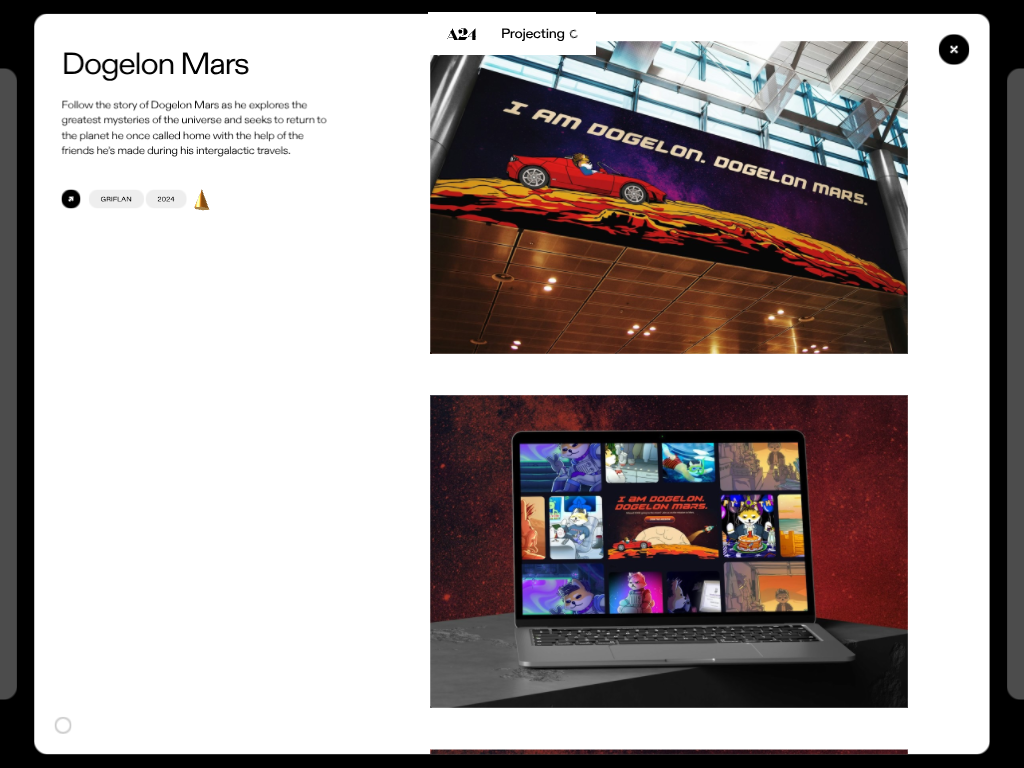 A24 Projecting
Dogelon Mars
Follow the story of Dogelon Mars as he explores the
greatest mysteries of the universe and seeks to return to
the planet he once called home with the help of the
friends he's made during his intergalactic travels.
GRIFLAN 2024
I AM DOGELON. DOGELON MARS.
I AM DOGELON.
DOGELON MARS.